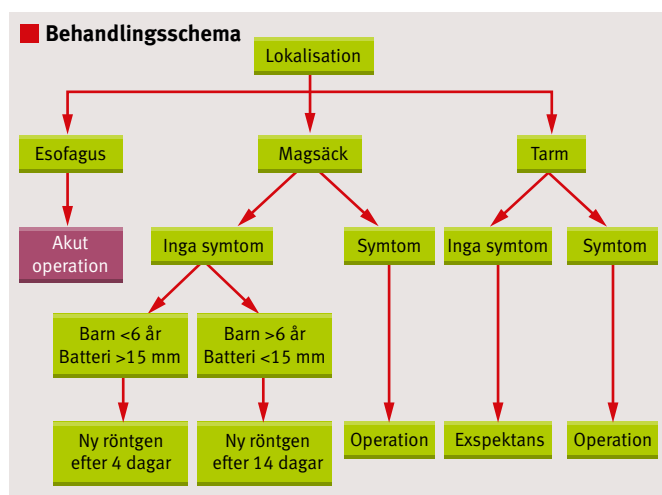 Behandlingsschema
Lokalisation
Esofagus
Magsäck
Tarm
Akut
operation
Inga symtom
Symtom
Inga symtom
Symtom
Barn <6 år
Batteri >15 mm
Barn >6 år
Batteri <15 mm
Ny röntgen
efter 4 dagar
Ny röntgen
efter 14 dagar
Operation
Exspektans
Operation